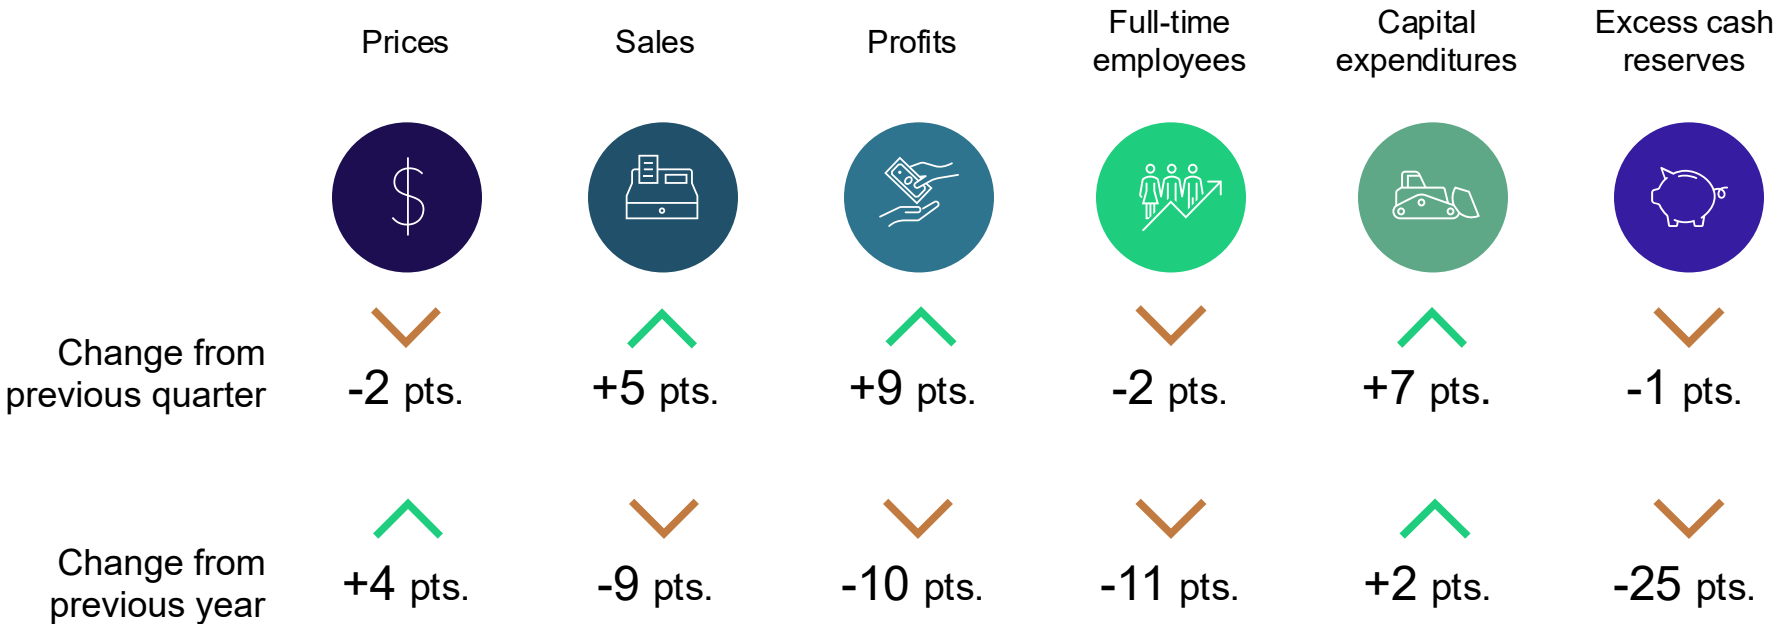 Prices
Sales
Profits
Full-time
employees
Capital
expenditures
Excess cash
reserves
Change from
previous quarter
-2 pts.
+5 pts.
+9 pts.
-2 pts.
+7 pts.
-1 pts.
Change from
previous year
+4 pts.
-9 pts.
-10 pts.
-11 pts.
+2 pts.
-25 pts.